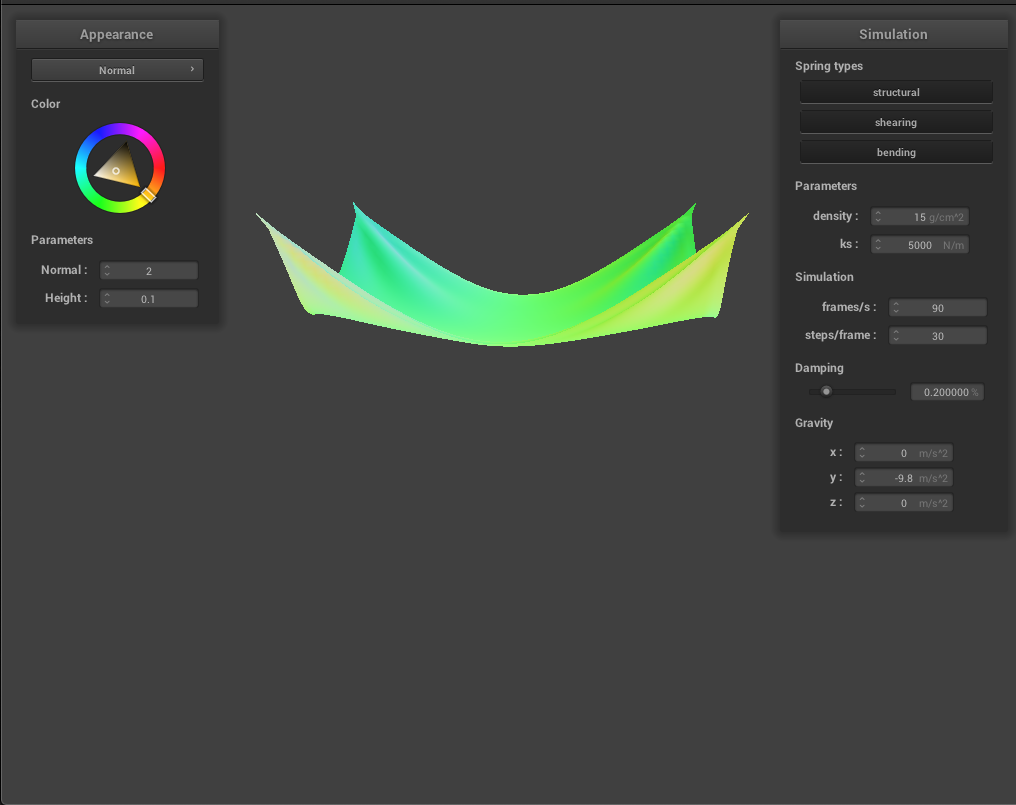 Appearance
Normal
Color
Parameters
Normal :
2
Height :
0.1
Simulation
Spring types
structural
shearing
bending
Parameters
density : 15 g/cm^2
ks : 5000 N/m
Simulation
frames/s : 90
steps/frame : 30
Damping
0.200000 %
Gravity
x : 0 m/s^2
y : -9.8 m/s^2
z : 0 m/s^2